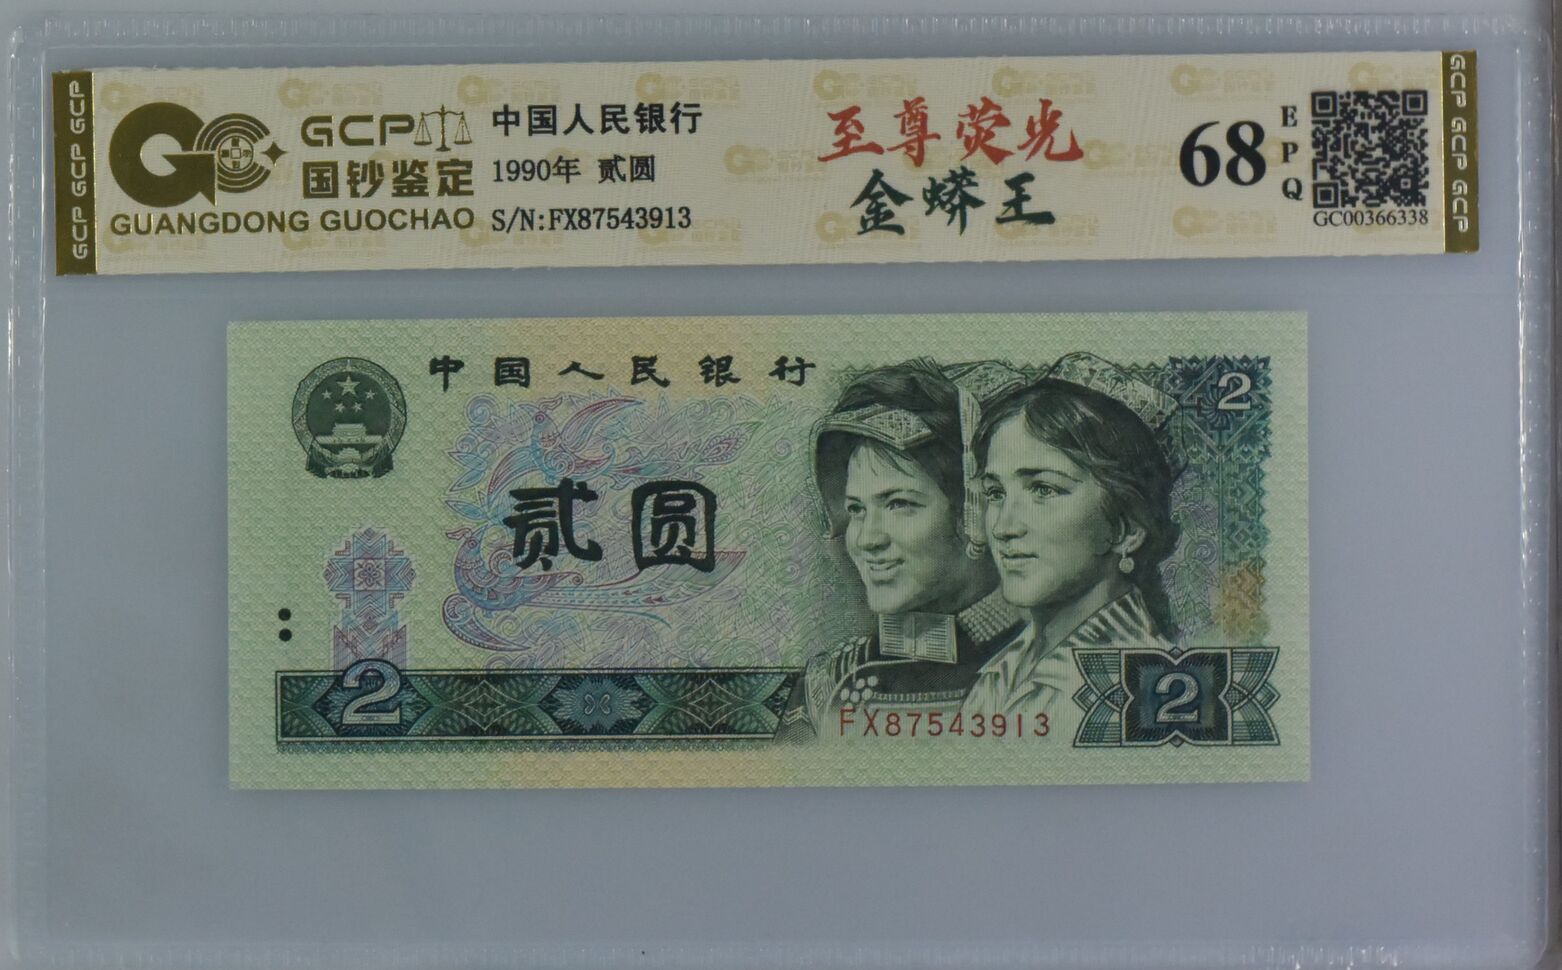 GCP GCP GCP
GCP
国钞鉴定
GUANGDONG GUOCHAO
中国人民银行
1990年 贰圆
S/N:FX87543913
至尊荧光
金蟒王
68
EPQ
GC00366338
GCP GCP GCP
中国人民银行
2
贰圆
2
FX87543913
2